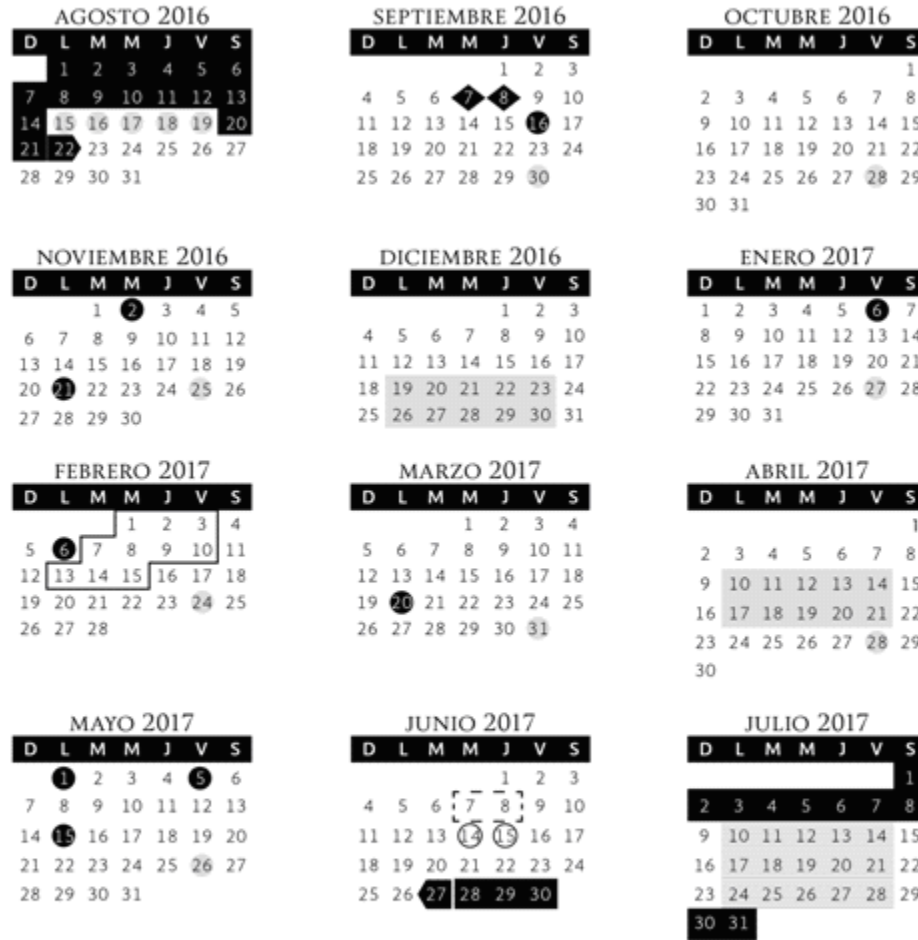 AGOSTO 2016
D L M M J V S
1 2 3 4 5 6
7 8 9 10 11 12 13
14 15 16 17 18 19 20
21 22 23 24 25 26 27
28 29 30 31
SEPTIEMBRE 2016
D L M M J V S
1 2 3
4 5 6 7 8 9 10
11 12 13 14 15 16 17
18 19 20 21 22 23 24
25 26 27 28 29 30
OCTUBRE 2016
D L M M J V S
1
2 3 4 5 6 7 8
9 10 11 12 13 14 15
16 17 18 19 20 21 22
23 24 25 26 27 28 29
30 31
NOVIEMBRE 2016
D L M M J V S
1 2 3 4 5
6 7 8 9 10 11 12
13 14 15 16 17 18 19
20 21 22 23 24 25 26
27 28 29 30
DICIEMBRE 2016
D L M M J V S
1 2 3
4 5 6 7 8 9 10
11 12 13 14 15 16 17
18 19 20 21 22 23 24
25 26 27 28 29 30 31
ENERO 2017
D L M M J V S
1 2 3 4 5 6 7
8 9 10 11 12 13 14
15 16 17 18 19 20 21
22 23 24 25 26 27 28
29 30 31
FEBRERO 2017
D L M M J V S
1 2 3 4
5 6 7 8 9 10 11
12 13 14 15 16 17 18
19 20 21 22 23 24 25
26 27 28
MARZO 2017
D L M M J V S
1 2 3 4
5 6 7 8 9 10 11
12 13 14 15 16 17 18
19 20 21 22 23 24 25
26 27 28 29 30 31
ABRIL 2017
D L M M J V S
1
2 3 4 5 6 7 8
9 10 11 12 13 14 15
16 17 18 19 20 21 22
23 24 25 26 27 28 29
30
MAYO 2017
D L M M J V S
1 2 3 4 5 6
7 8 9 10 11 12 13
14 15 16 17 18 19 20
21 22 23 24 25 26 27
28 29 30 31
JUNIO 2017
D L M M J V S
1 2 3
4 5 6 7 8 9 10
11 12 13 14 15 16 17
18 19 20 21 22 23 24
25 26 27 28 29 30
JULIO 2017
D L M M J V S
1
2 3 4 5 6 7 8
9 10 11 12 13 14 15
16 17 18 19 20 21 22
23 24 25 26 27 28 29
30 31